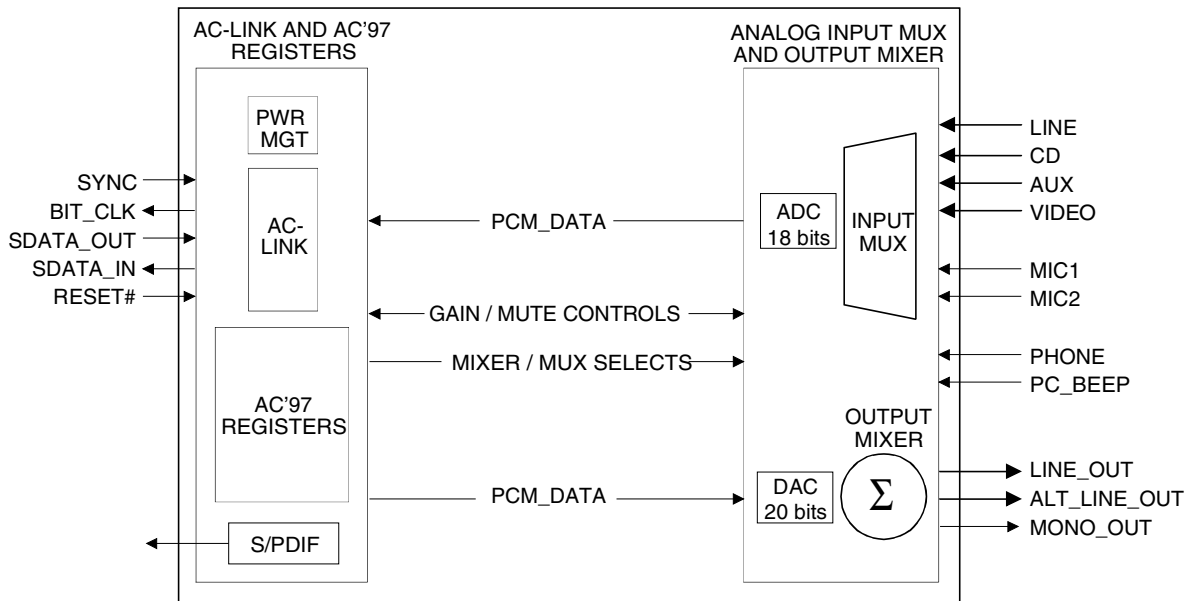 AC-LINK AND AC'97
REGISTERS
PWR
MGT
AC-
LINK
AC'97
REGISTERS
S/PDIF
SYNC
BIT_CLK
SDATA_OUT
SDATA_IN
RESET#
PCM_DATA
GAIN / MUTE CONTROLS
MIXER / MUX SELECTS
PCM_DATA
ANALOG INPUT MUX
AND OUTPUT MIXER
ADC
18 bits
INPUT
MUX
OUTPUT
MIXER
DAC
20 bits
Σ
LINE
CD
AUX
VIDEO
MIC1
MIC2
PHONE
PC_BEEP
LINE_OUT
ALT_LINE_OUT
MONO_OUT